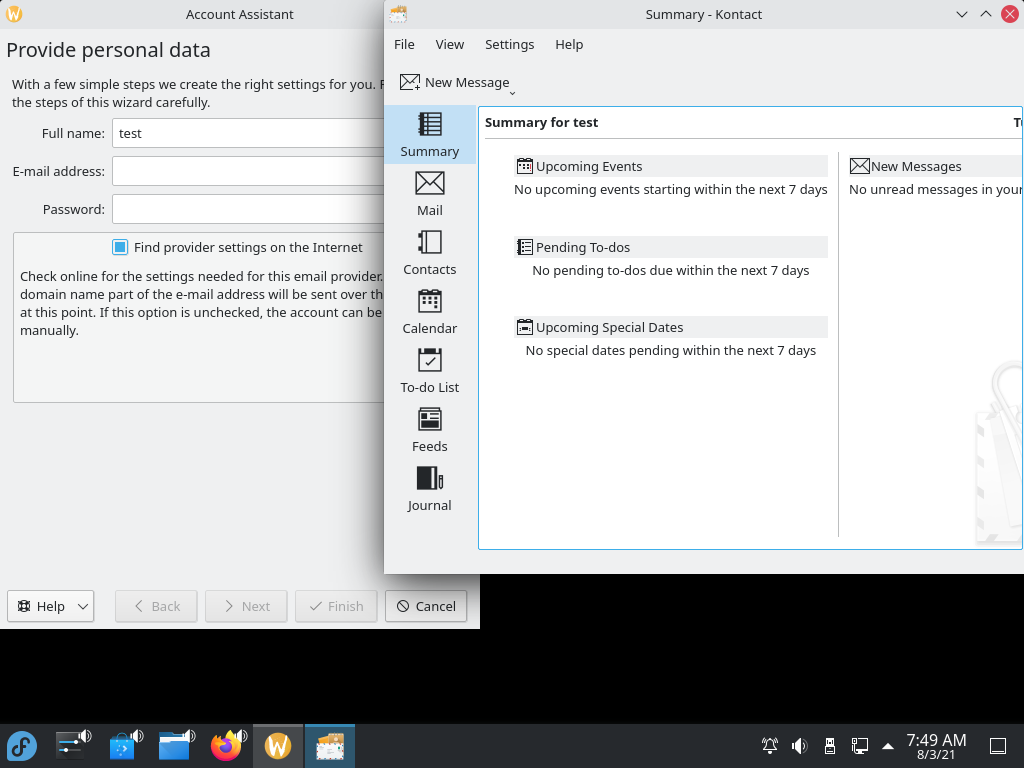 Account Assistant
Provide personal data
With a few simple steps we create the right settings for you.
the steps of this wizard carefully.
Full name: test
E-mail address:
Password:
Find provider settings on the Internet
Check online for the settings needed for this email provider.
domain name part of the e-mail address will be sent over
at this point. If this option is unchecked, the account can be
manually.
Help
Back
Next
Finish
Cancel
Summary - Kontact
File View Settings Help
New Message
Summary
Mail
Contacts
Calendar
To-do List
Feeds
Journal
Summary for test
Upcoming Events
No upcoming events starting within the next 7 days
Pending To-dos
No pending to-dos due within the next 7 days
Upcoming Special Dates
No special dates pending within the next 7 days
New Messages
No unread messages in your
7:49 AM
8/3/21